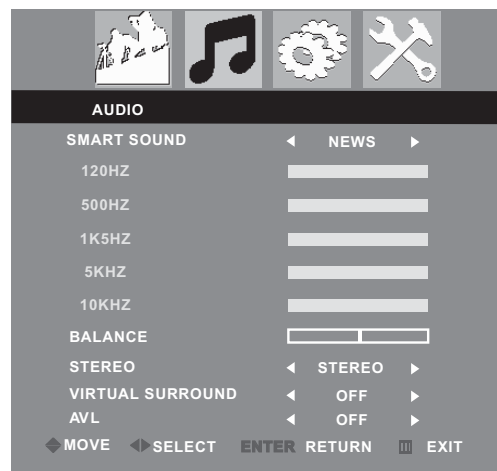 AUDIO
SMART SOUND NEWS
120HZ
500HZ
1K5HZ
5KHZ
10KHZ
BALANCE
STEREO STEREO
VIRTUAL SURROUND OFF
AVL OFF
MOVE SELECT ENTER RETURN EXIT